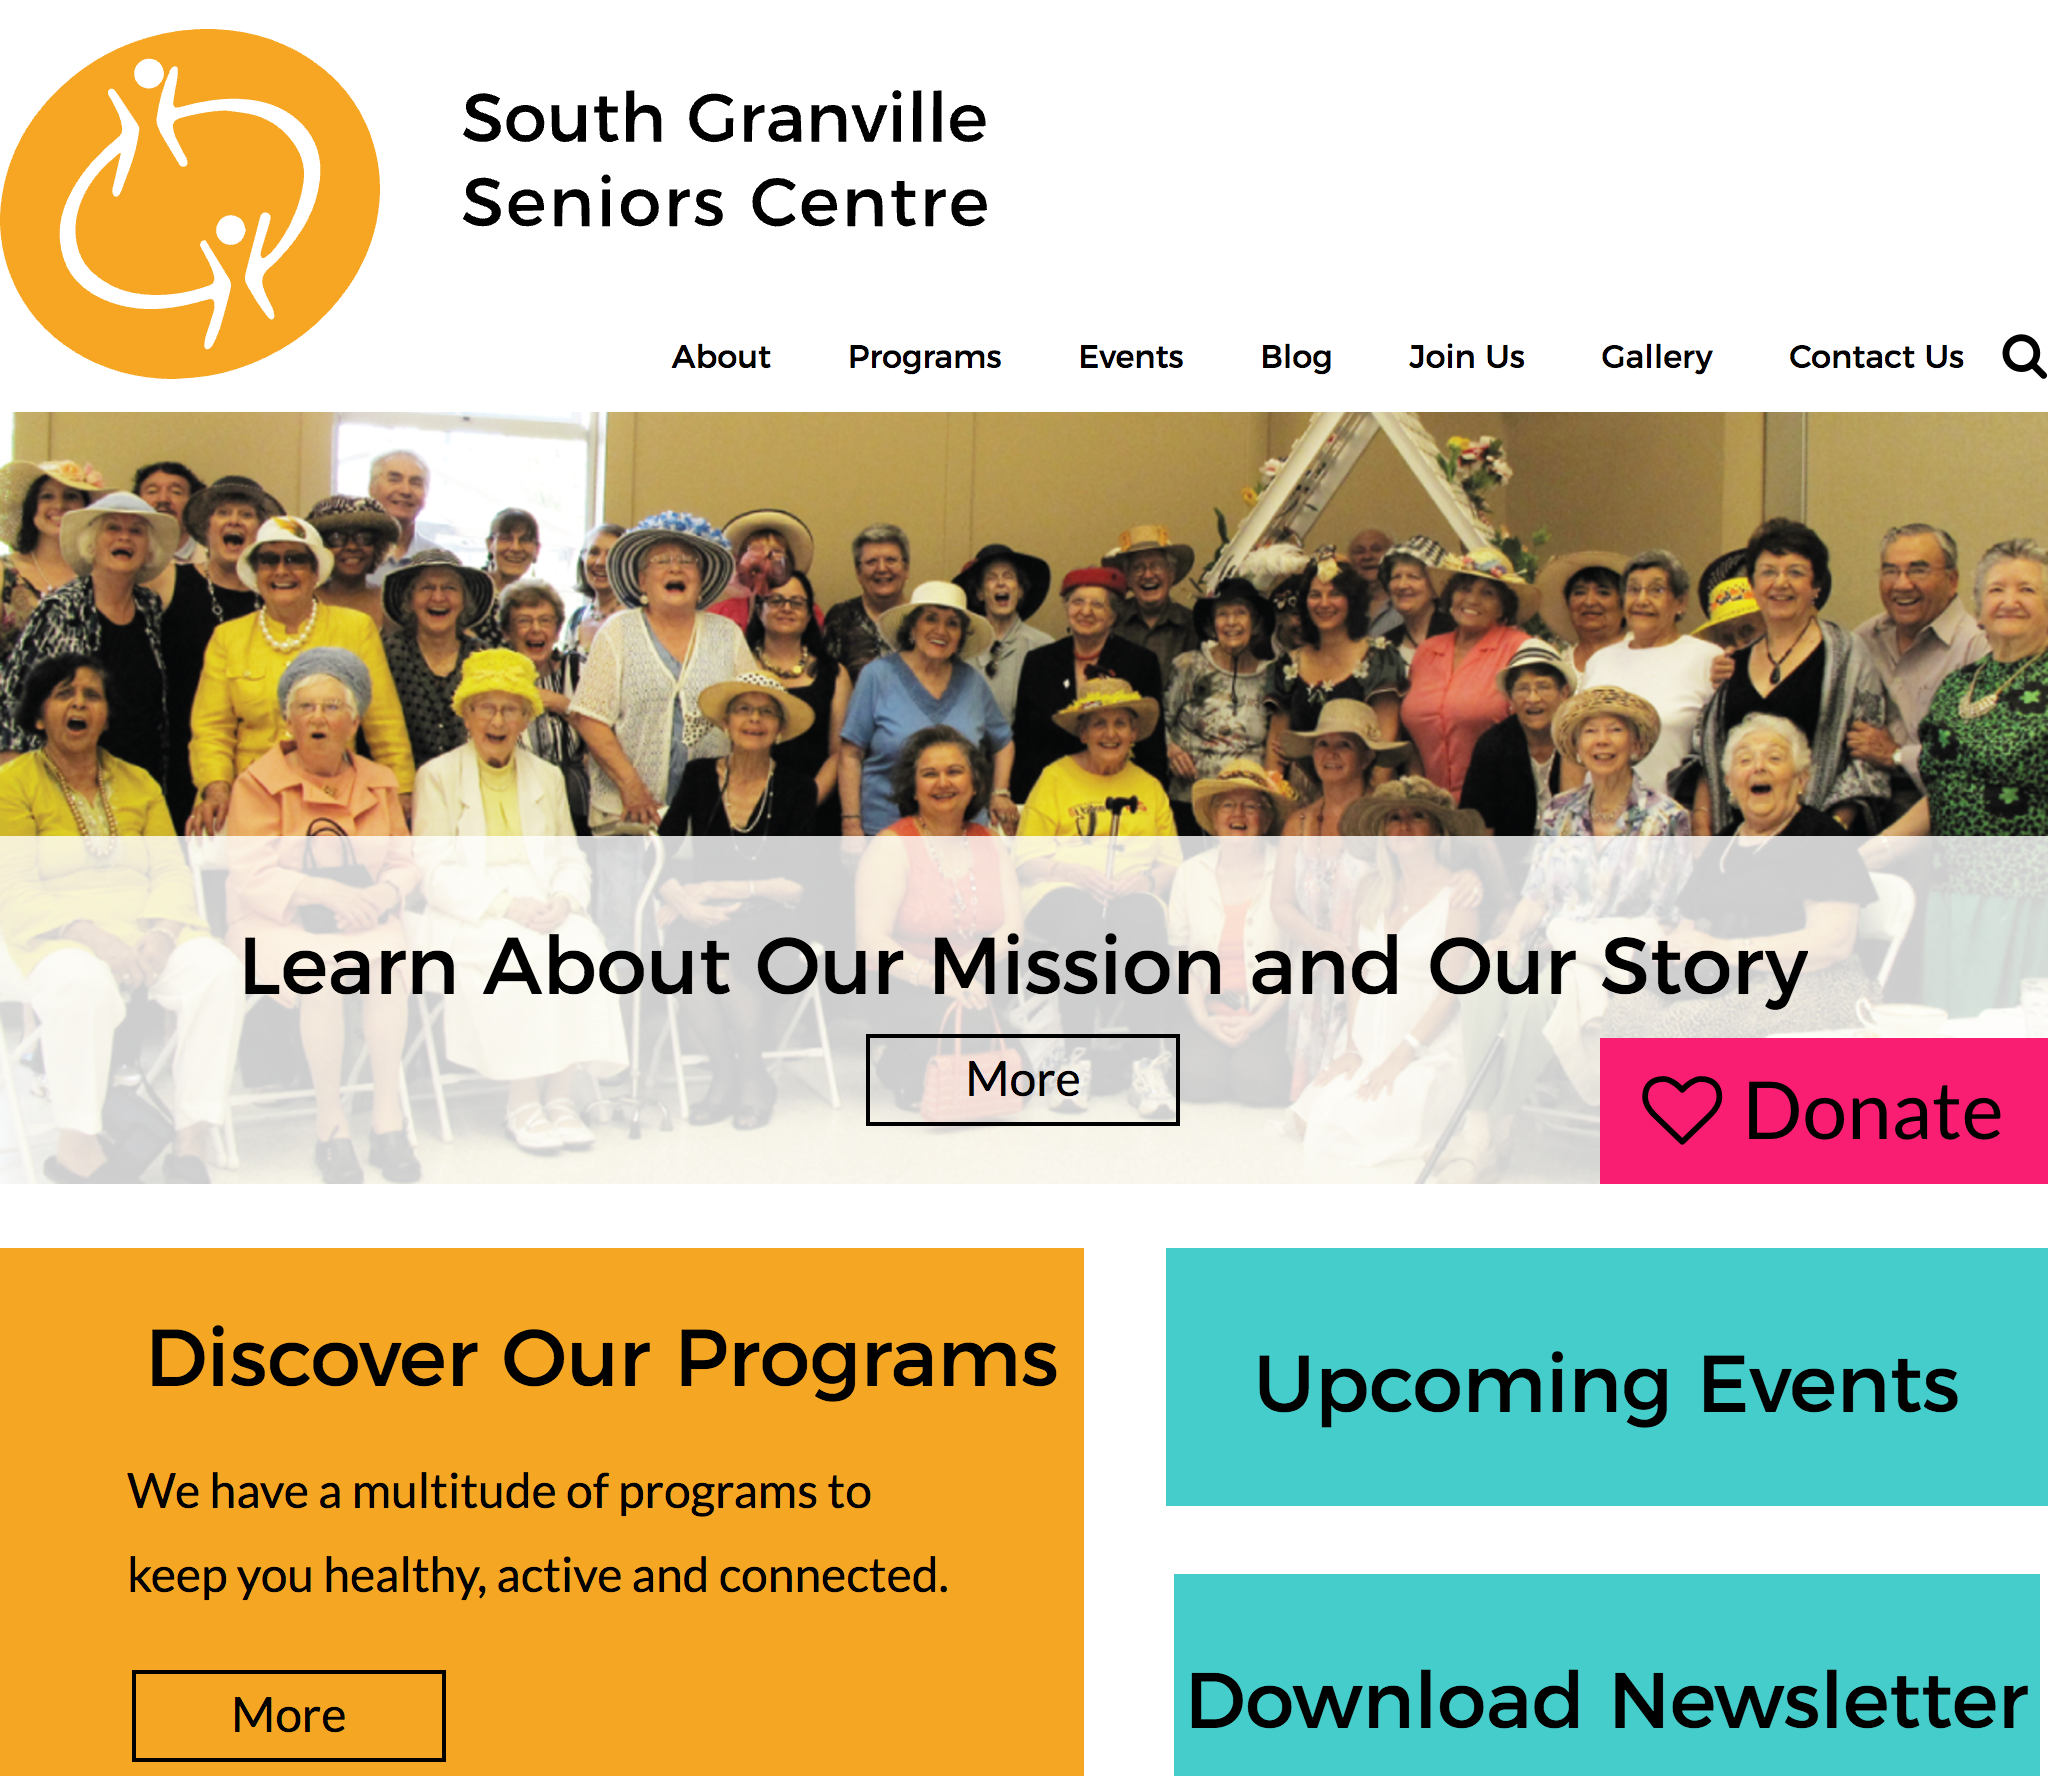 South Granville
Seniors Centre
About Programs Events Blog Join Us Gallery Contact Us
Learn About Our Mission and Our Story
More
Donate
Discover Our Programs
We have a multitude of programs to
keep you healthy, active and connected.
More
Upcoming Events
Download Newsletter